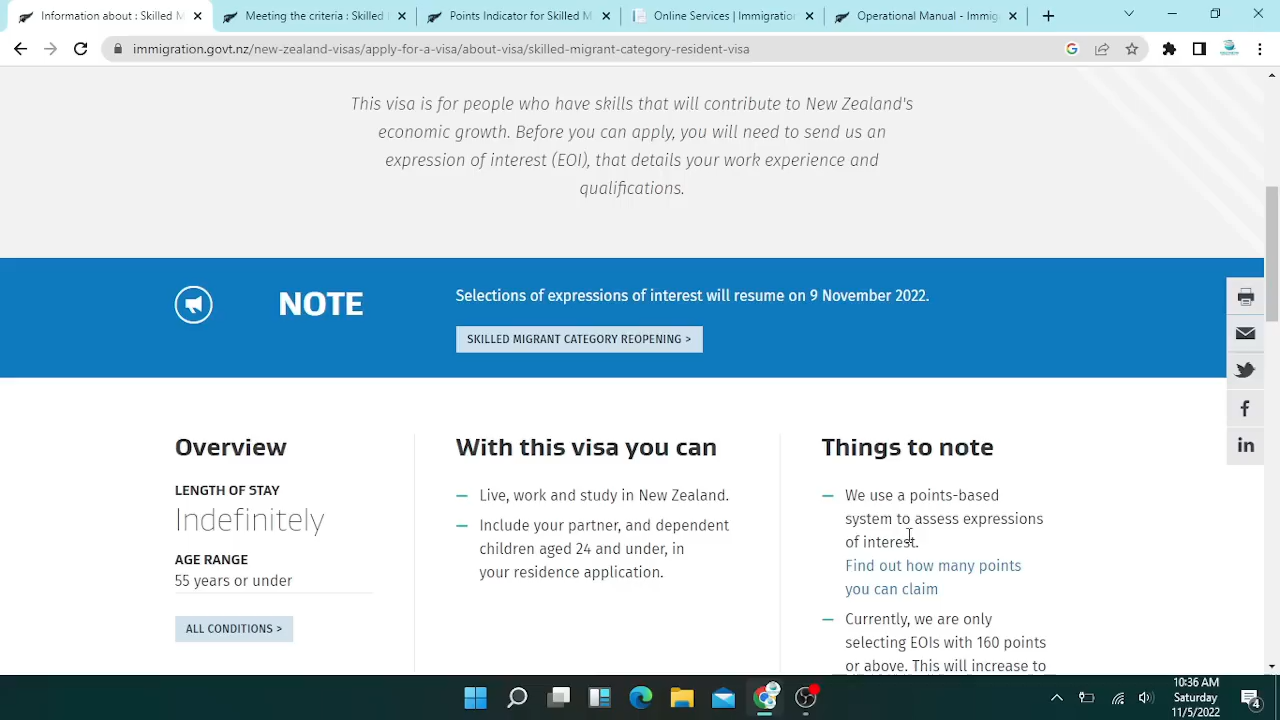 Information about : Skilled M
Meeting the criteria : Skilled
Points Indicator for Skilled M
Online Services | Immigration
Operational Manual - Immig
immigration.govt.nz/new-zealand-visas/apply-for-a-visa/about-visa/skilled-migrant-category-resident-visa
This visa is for people who have skills that will contribute to New Zealand's
economic growth. Before you can apply, you will need to send us an
expression of interest (EOI), that details your work experience and
qualifications.
NOTE
Selections of expressions of interest will resume on 9 November 2022.
SKILLED MIGRANT CATEGORY REOPENING >
Overview
LENGTH OF STAY
Indefinitely
AGE RANGE
55 years or under
ALL CONDITIONS >
With this visa you can
Live, work and study in New Zealand.
Include your partner, and dependent
children aged 24 and under, in
your residence application.
Things to note
We use a points-based
system to assess expressions
of interest.
Find out how many points
you can claim
Currently, we are only
selecting EOIs with 160 points
or above. This will increase to
10:36 AM
Saturday
11/5/2022
4